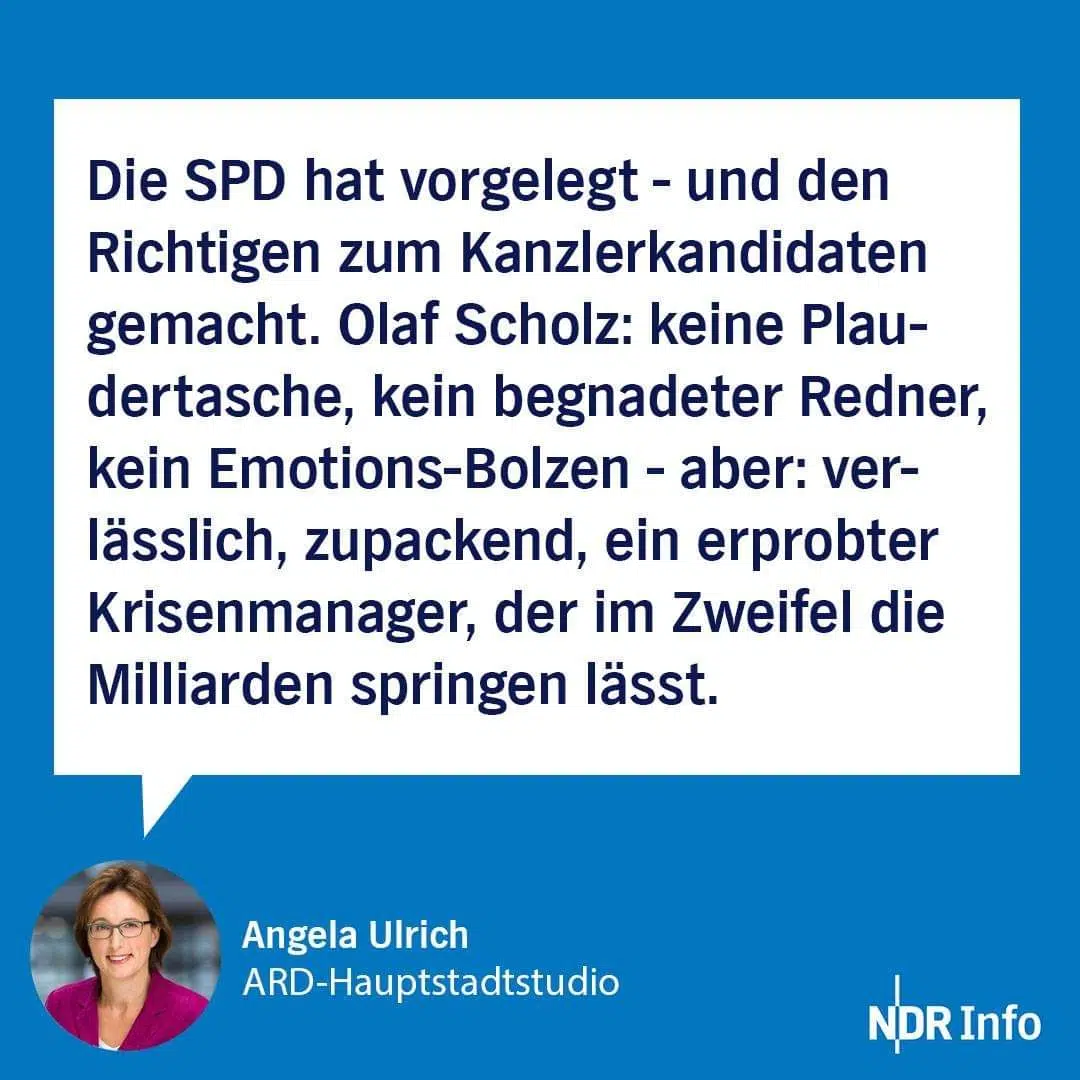 Die SPD hat vorgelegt - und den
Richtigen zum Kanzlerkandidaten
gemacht. Olaf Scholz: keine Plau-
dertasche, kein begnadeter Redner,
kein Emotions-Bolzen - aber: ver-
lässlich, zupackend, ein erprobter
Krisenmanager, der im Zweifel die
Milliarden springen lässt.
Angela Ulrich
ARD-Hauptstadtstudio
NDR Info